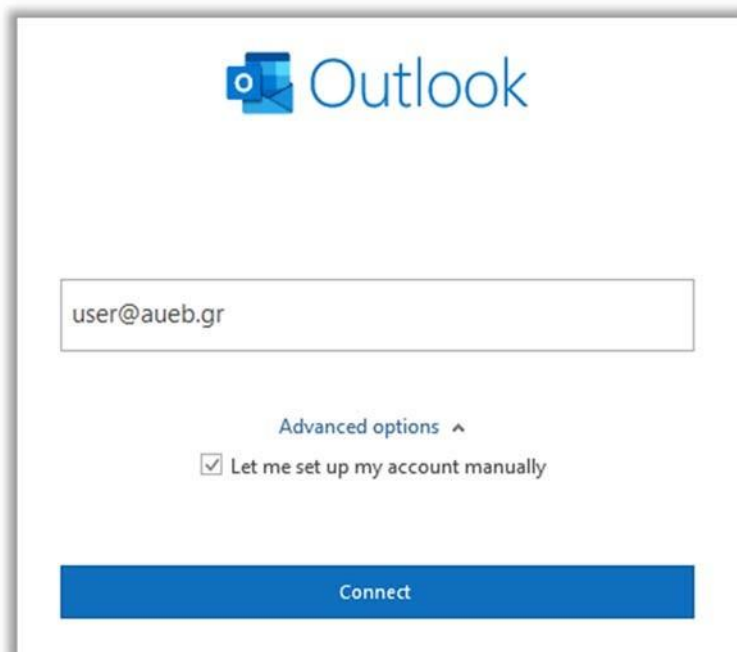 Outlook
user@aueb.gr
Advanced options
Let me set up my account manually
Connect